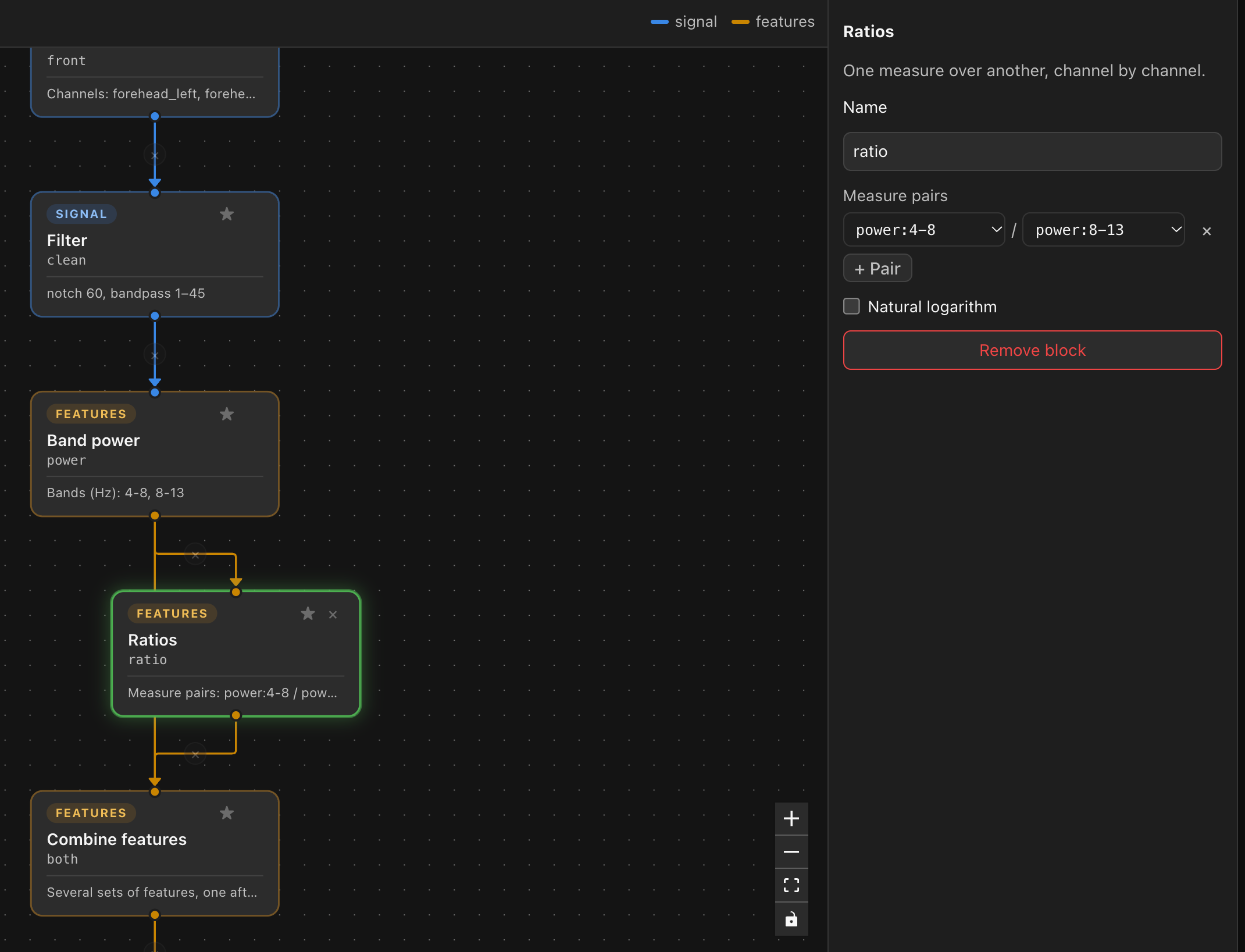 signal features
front
Channels: forehead_left, forehe...
SIGNAL
Filter
clean
notch 60, bandpass 1–45
FEATURES
Band power
power
Bands (Hz): 4-8, 8-13
FEATURES
Ratios
ratio
Measure pairs: power:4-8 / pow...
FEATURES
Combine features
both
Several sets of features, one aft...
Ratios
One measure over another, channel by channel.
Name
ratio
Measure pairs
power:4-8 / power:8-13 ×
+ Pair
Natural logarithm
Remove block